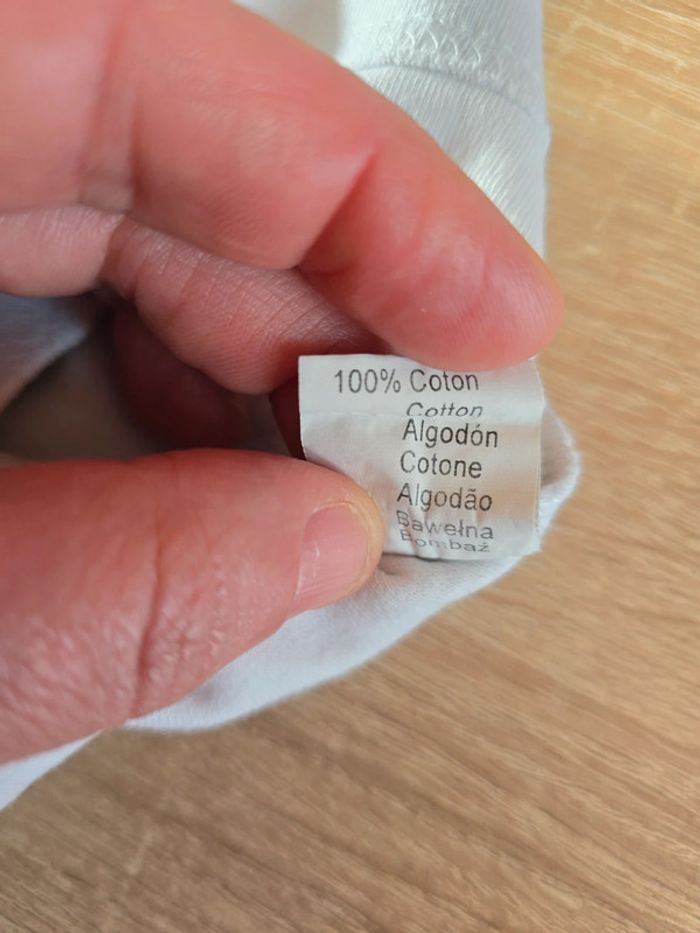 100% Coton
Cotton
Algodón
Cotone
Algodão
Bawełna
Bombaż